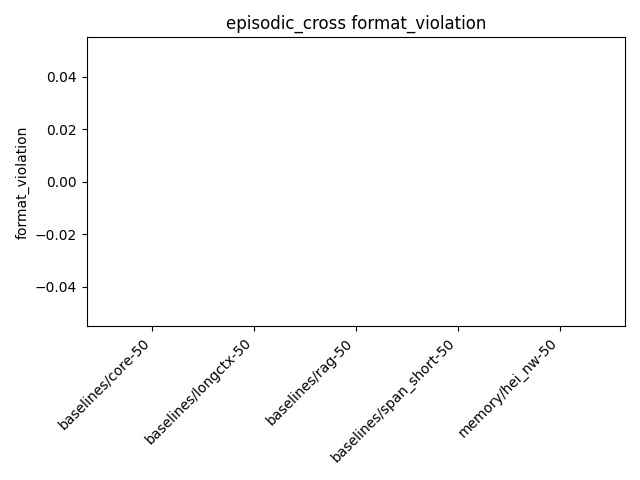 episodic_cross format_violation
format_violation
0.04
0.02
0.00
−0.02
−0.04
baselines/core-50
baselines/longctx-50
baselines/rag-50
baselines/span_short-50
memory/hei_nw-50